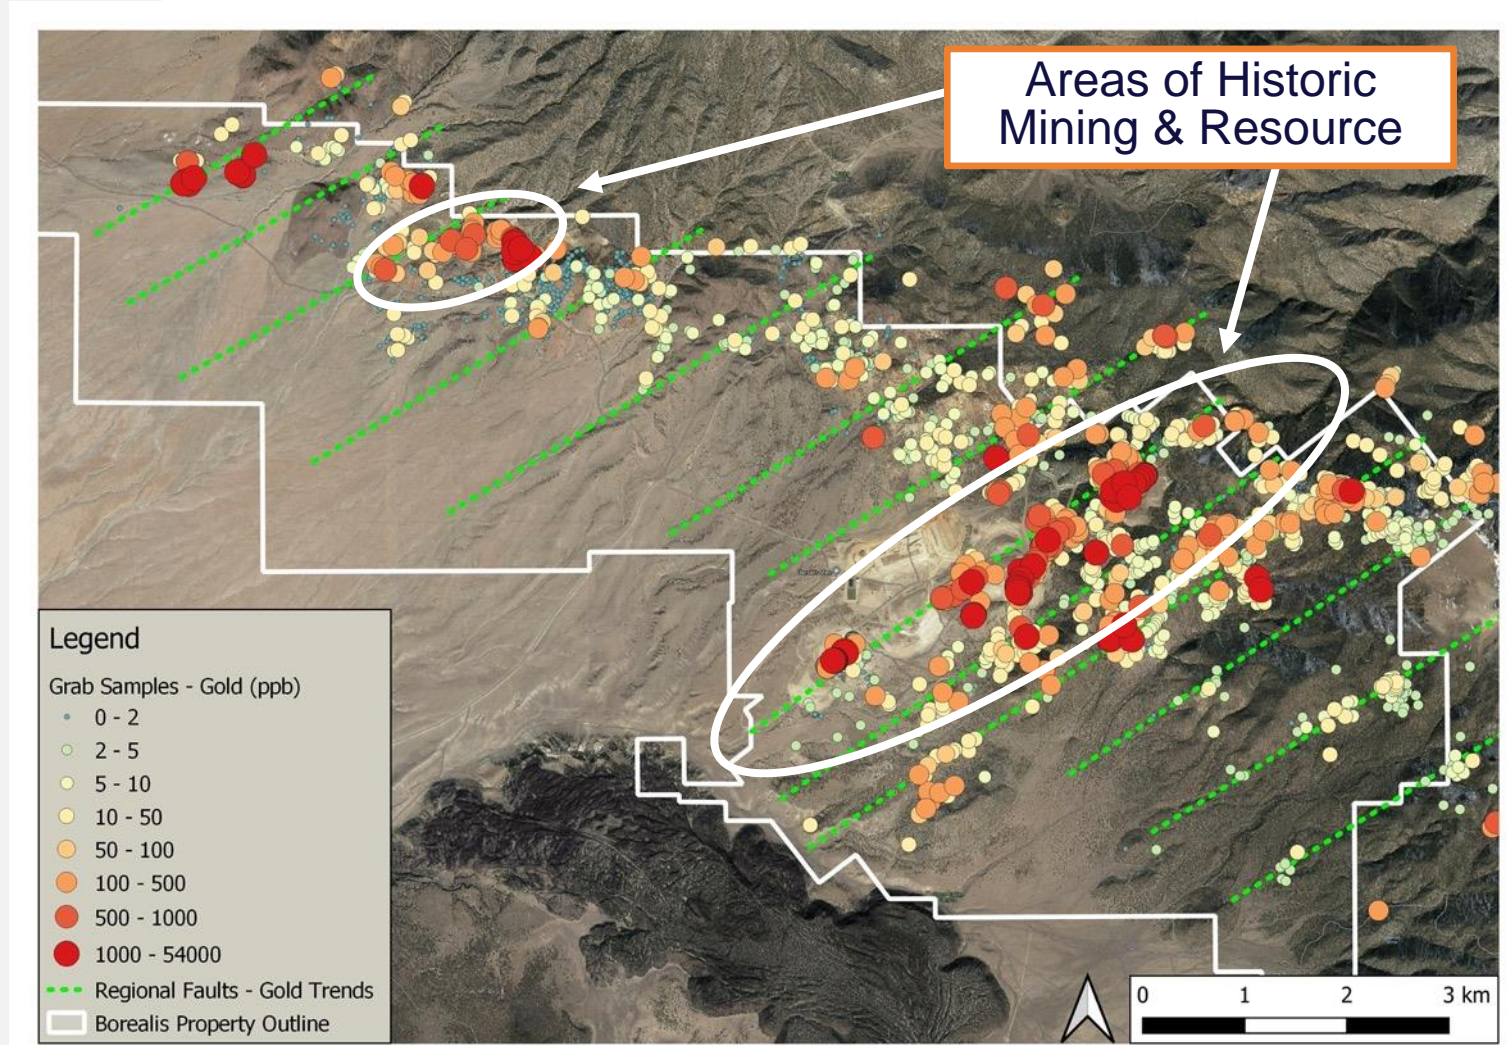 Areas of Historic
Mining & Resource
Legend
Grab Samples - Gold (ppb)
0 - 2
2 - 5
5 - 10
10 - 50
50 - 100
100 - 500
500 - 1000
1000 - 54000
Regional Faults - Gold Trends
Borealis Property Outline
0 1 2 3 km